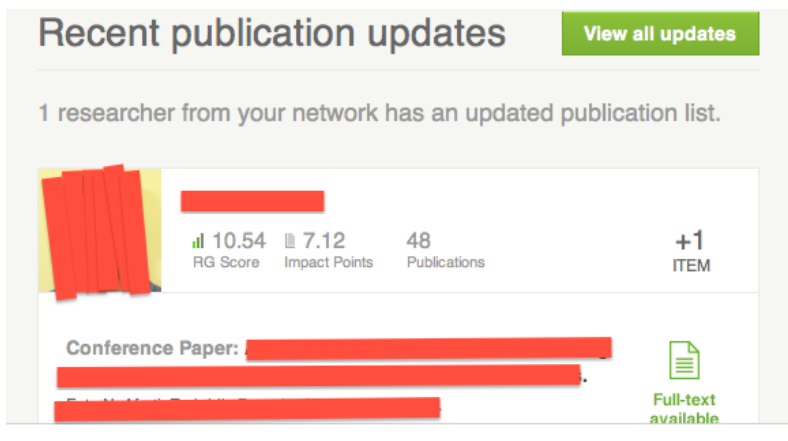 Recent publication updates
View all updates
1 researcher from your network has an updated publication list.
10.54 7.12 48 +1
RG Score Impact Points Publications ITEM
Conference Paper:
Full-text
available